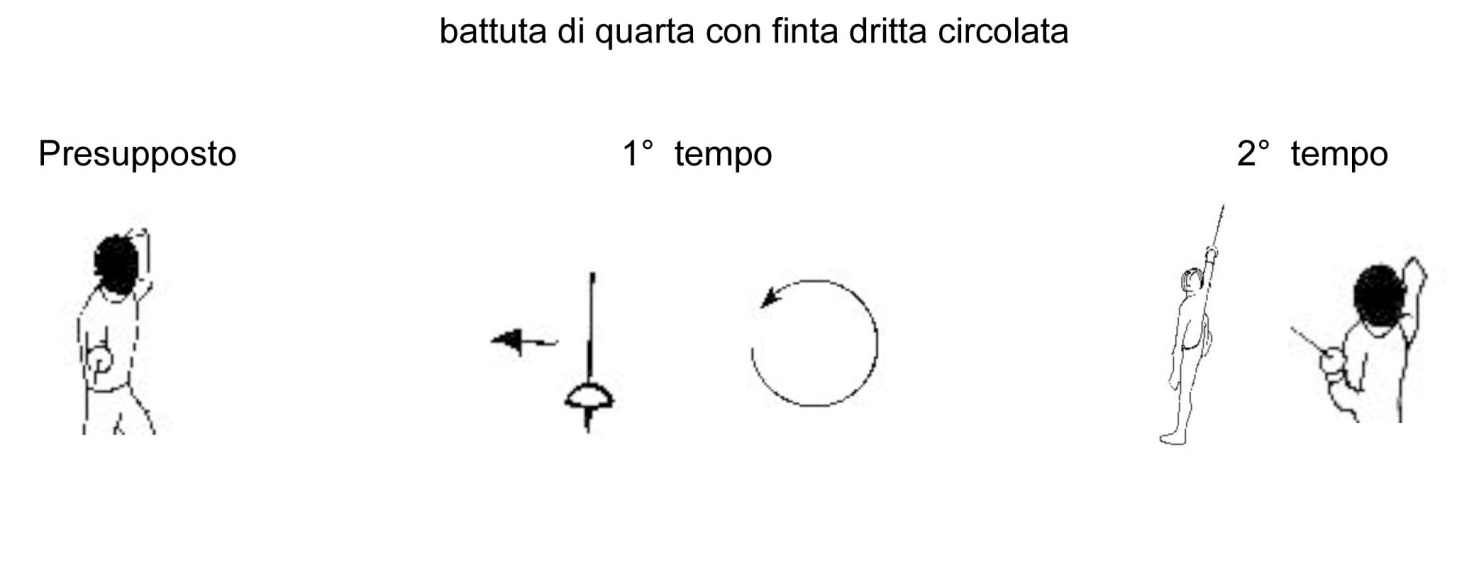 battuta di quarta con finta dritta circolata
Presupposto 1° tempo 2° tempo